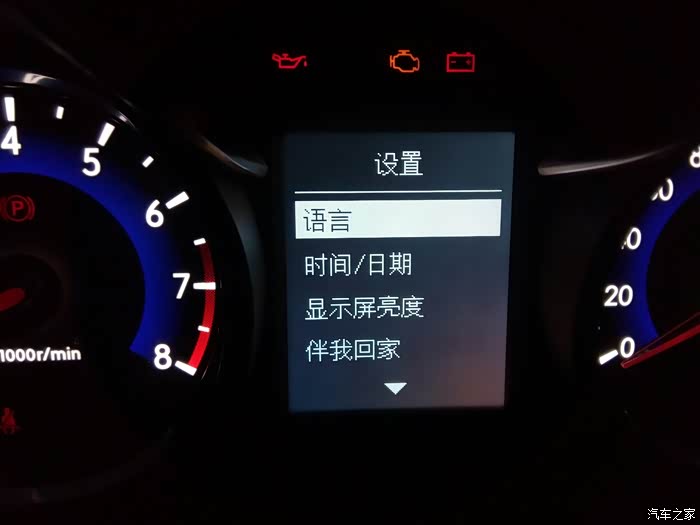 设置
语言
时间/日期
显示屏亮度
伴我回家
4
5
6
7
8
1000r/min
P
20
0
汽车之家